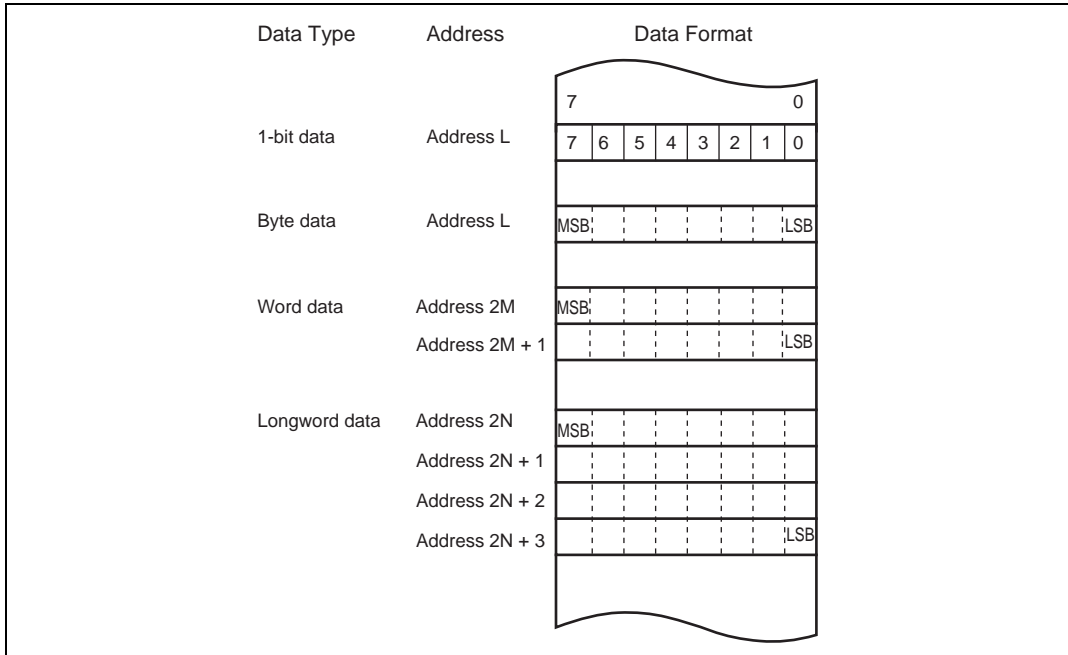 Data Type Address Data Format
7 0
1-bit data Address L 7 6 5 4 3 2 1 0
Byte data Address L MSB LSB
Word data Address 2M MSB
Address 2M + 1 LSB
Longword data Address 2N MSB
Address 2N + 1
Address 2N + 2
Address 2N + 3 LSB